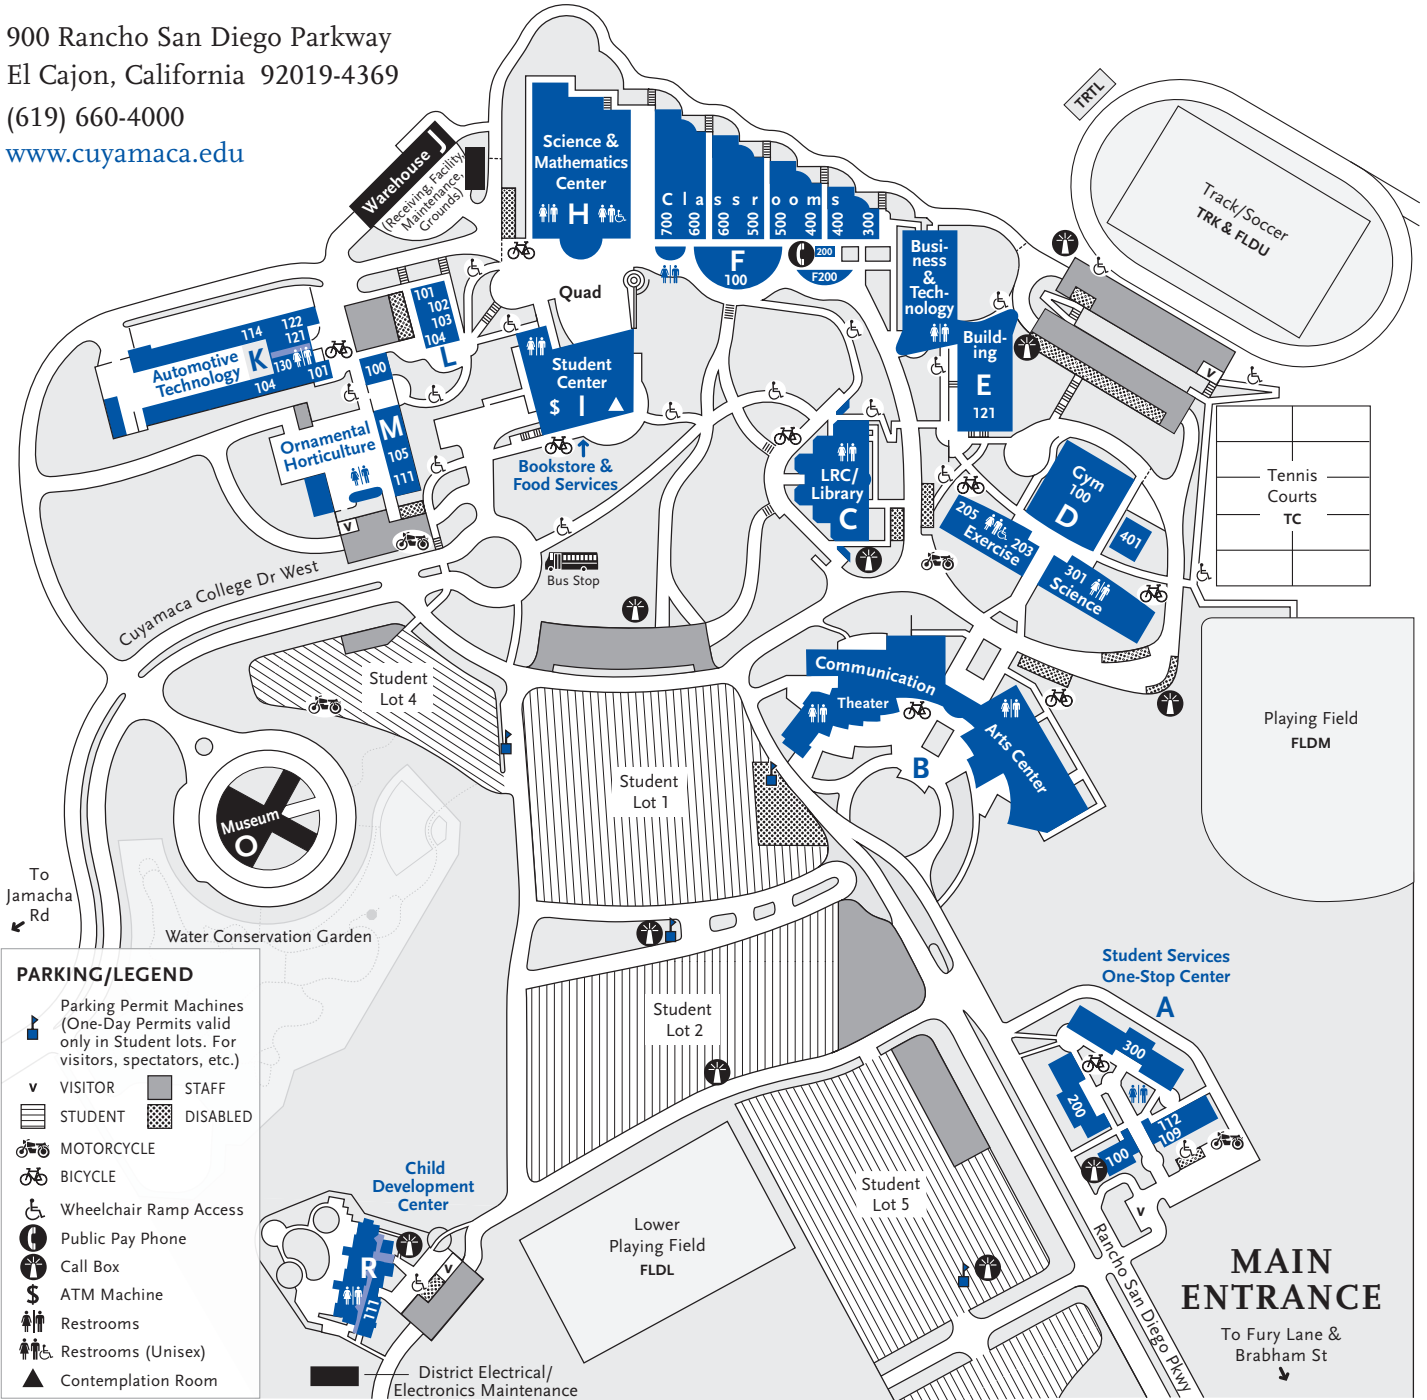 900 Rancho San Diego Parkway
El Cajon, California 92019-4369
(619) 660-4000
www.cuyamaca.edu
TRTL
Track/Soccer
TRK & FLDU
Warehouse J
(Receiving, Facility,
Maintenance,
Grounds)
Science &
Mathematics
Center
H
Classrooms
700
600
600
500
500
400
400
300
F
100
200
F200
Busi-
ness
&
Tech-
nology
Build-
ing
E
121
Quad
101
102
103
104
L
114
122
121
Automotive
Technology
K
130
101
104
100
Student
Center
$ I
Bookstore &
Food Services
Ornamental
Horticulture
M
105
111
V
LRC/
Library
C
Gym
100
D
401
205
203
Exercise
301
Science
V
Tennis
Courts
TC
Bus Stop
Cuyamaca College Dr West
Student
Lot 4
Communication
Theater
Arts Center
B
Playing Field
FLDM
Student
Lot 1
Museum
O
To
Jamacha
Rd
Water Conservation Garden
Student
Lot 2
Student Services
One-Stop Center
A
300
200
112
109
100
V
PARKING/LEGEND
Parking Permit Machines
(One-Day Permits valid
only in Student lots. For
visitors, spectators, etc.)
V VISITOR
STAFF
STUDENT
DISABLED
MOTORCYCLE
BICYCLE
Wheelchair Ramp Access
Public Pay Phone
Call Box
$ ATM Machine
Restrooms
Restrooms (Unisex)
Contemplation Room
Child
Development
Center
R
111
V
Lower
Playing Field
FLDL
Student
Lot 5
Rancho San Diego Pkwy
MAIN
ENTRANCE
To Fury Lane &
Brabham St
District Electrical/
Electronics Maintenance